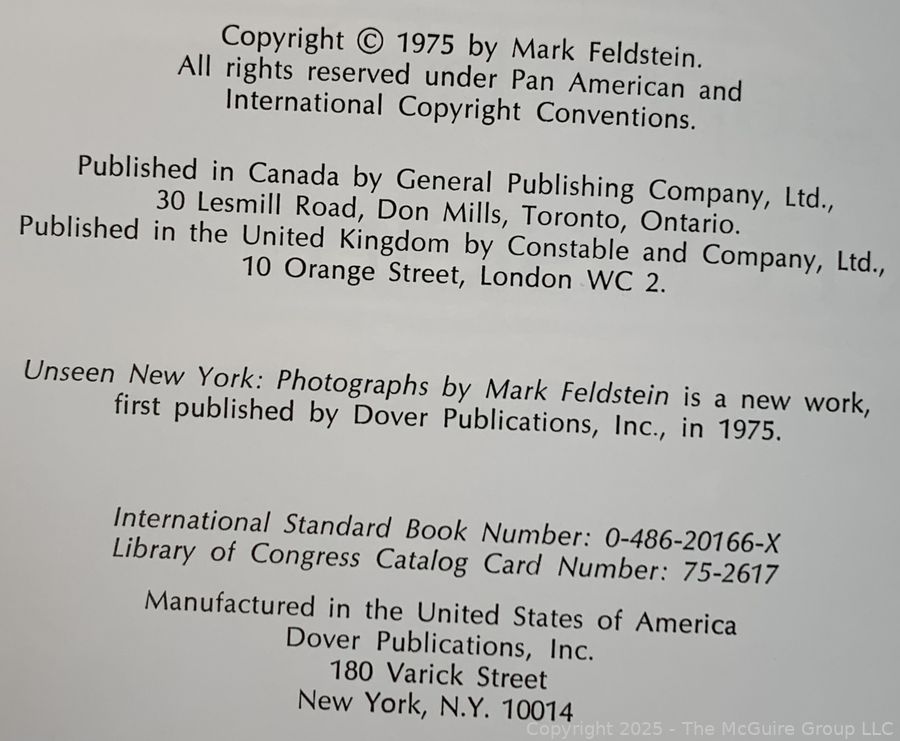 Copyright © 1975 by Mark Feldstein.
All rights reserved under Pan American and
International Copyright Conventions.
Published in Canada by General Publishing Company, Ltd.,
30 Lesmill Road, Don Mills, Toronto, Ontario.
Published in the United Kingdom by Constable and Company, Ltd.,
10 Orange Street, London WC 2.
Unseen New York: Photographs by Mark Feldstein is a new work,
first published by Dover Publications, Inc., in 1975.
International Standard Book Number: 0-486-20166-X
Library of Congress Catalog Card Number: 75-2617
Manufactured in the United States of America
Dover Publications, Inc.
180 Varick Street
New York, N.Y. 10014
Copyright 2025 - The McGuire Group LLC